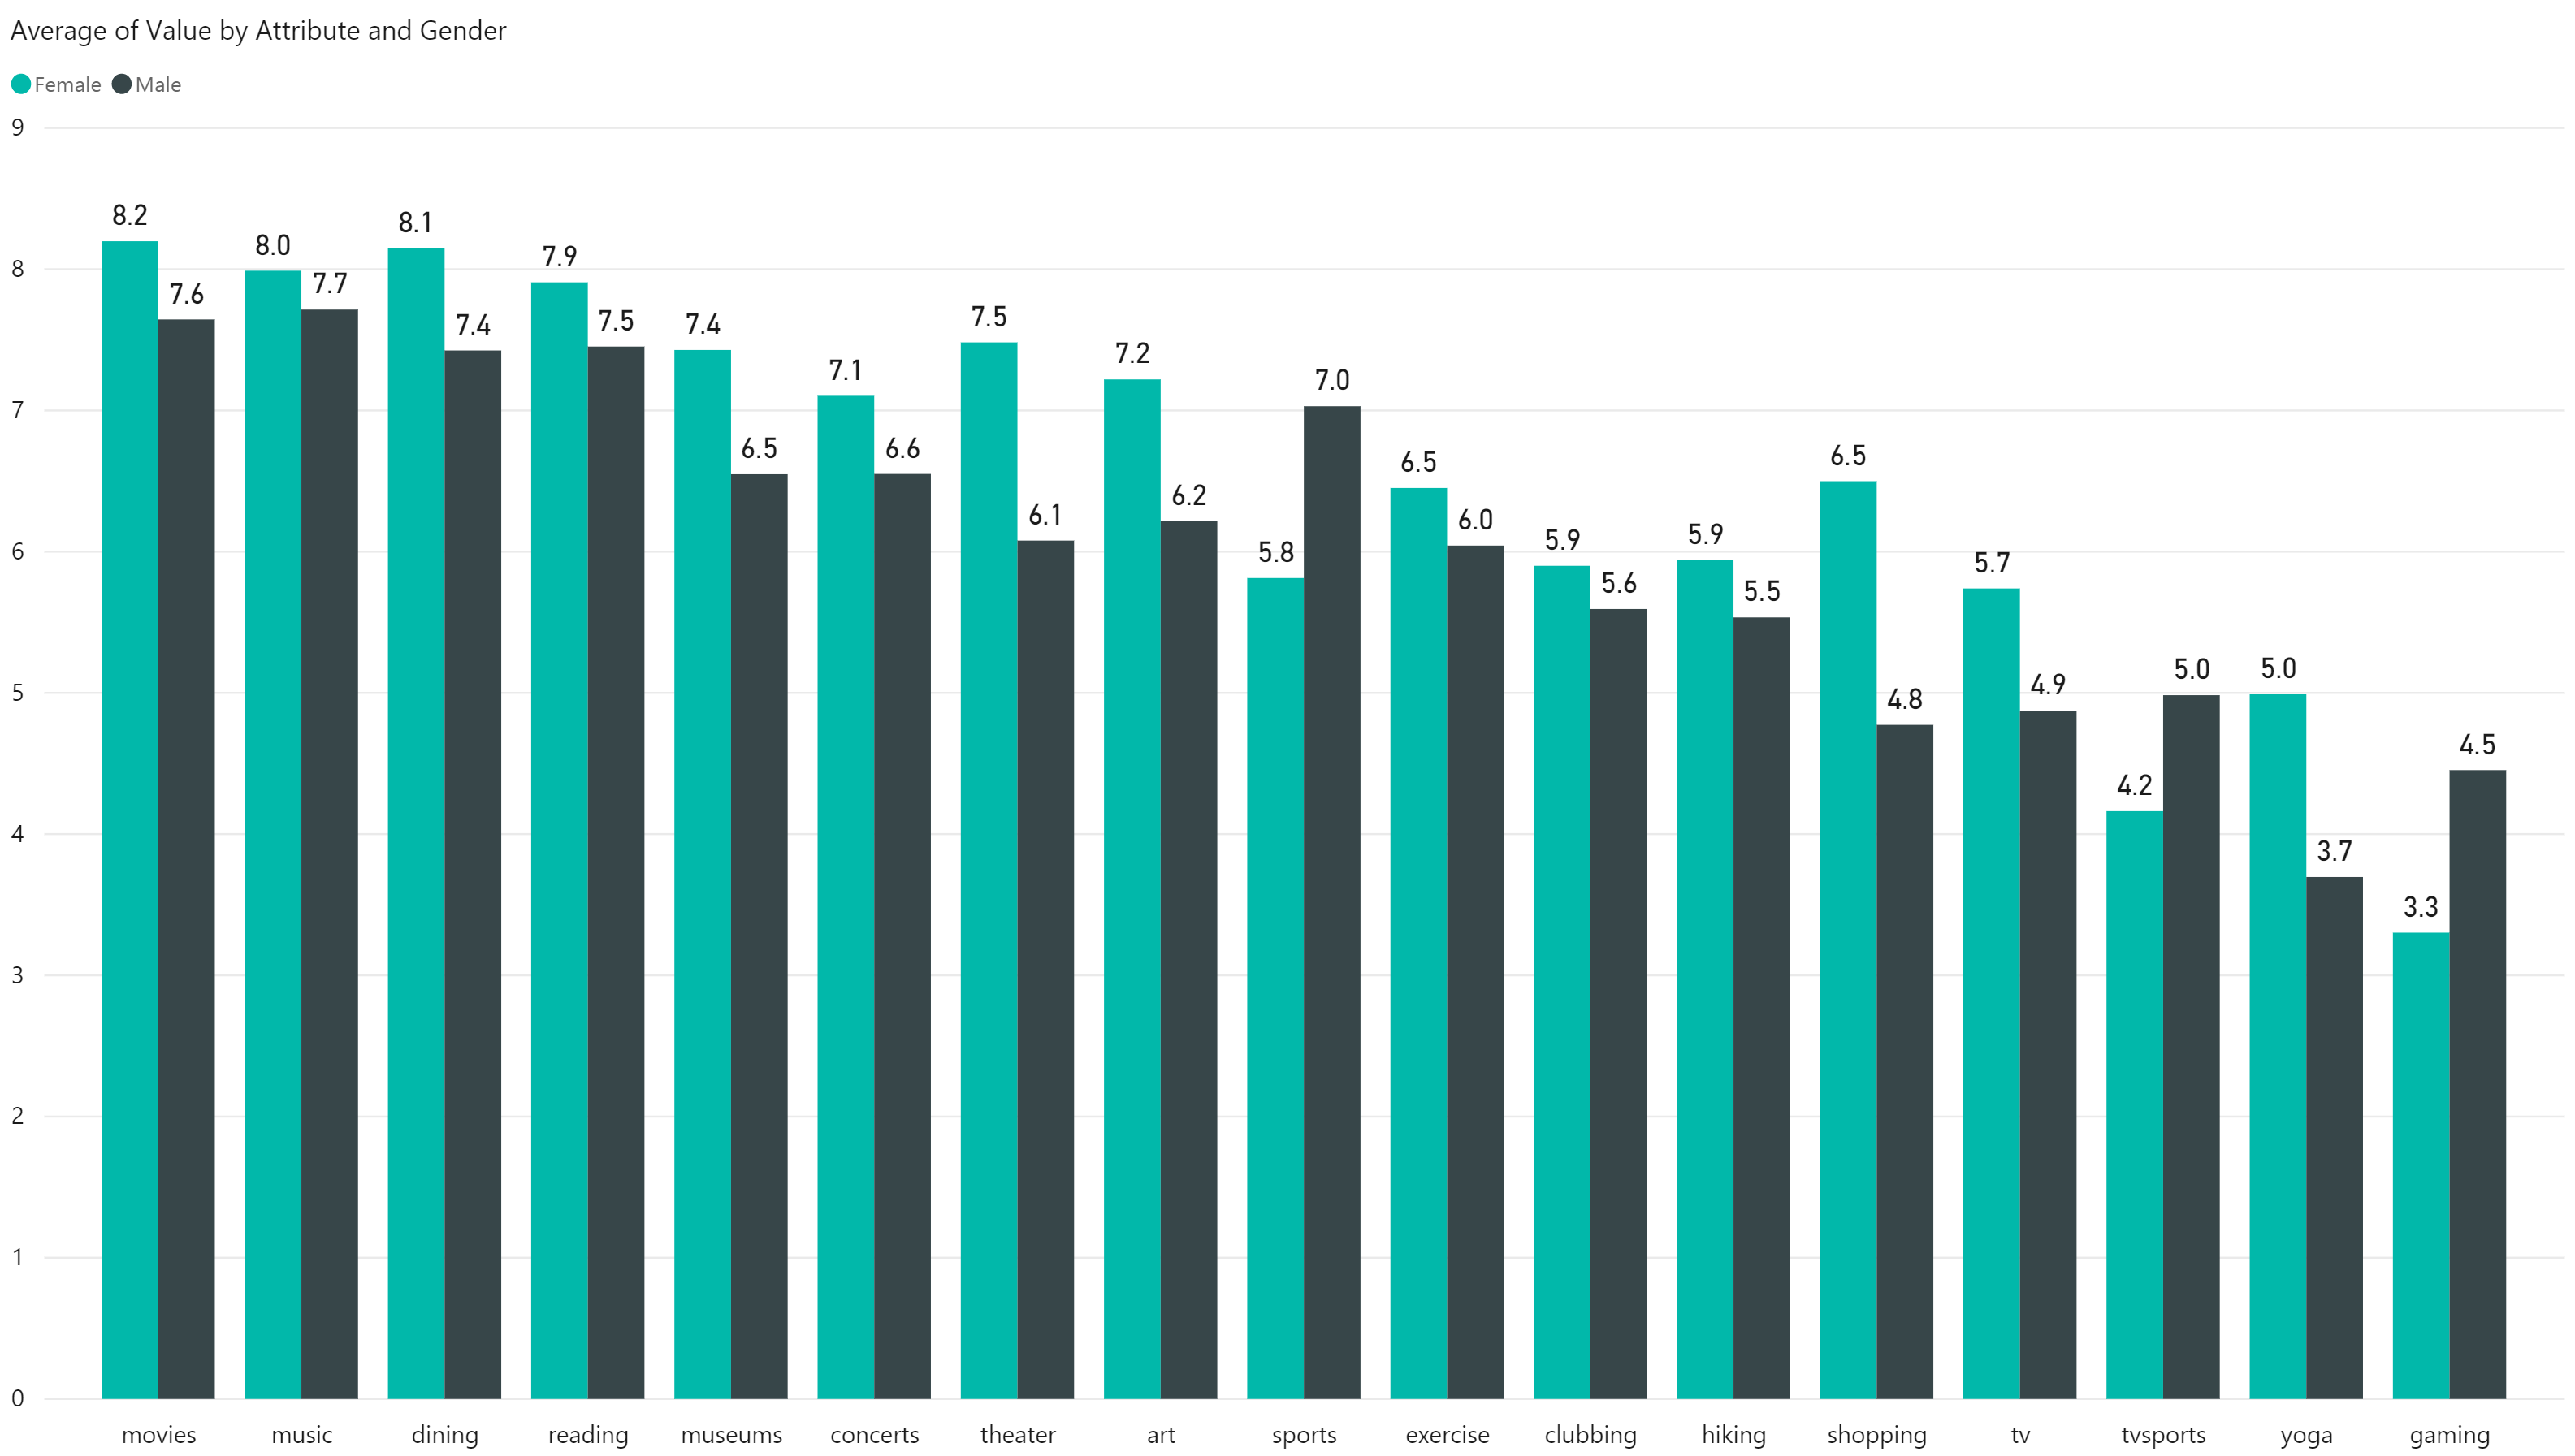 Average of Value by Attribute and Gender
Female Male
9
8
7
6
5
4
3
2
1
0
8.2 7.6 8.0 7.7 8.1 7.4 7.9 7.5 7.4 6.5 7.1 6.6 7.5 6.1 7.2 6.2 5.8 7.0 6.5 6.0 5.9 5.6 5.9 5.5 6.5 4.8 5.7 4.9 4.2 5.0 5.0 3.7 3.3 4.5
movies music dining reading museums concerts theater art sports exercise clubbing hiking shopping tv tvsports yoga gaming